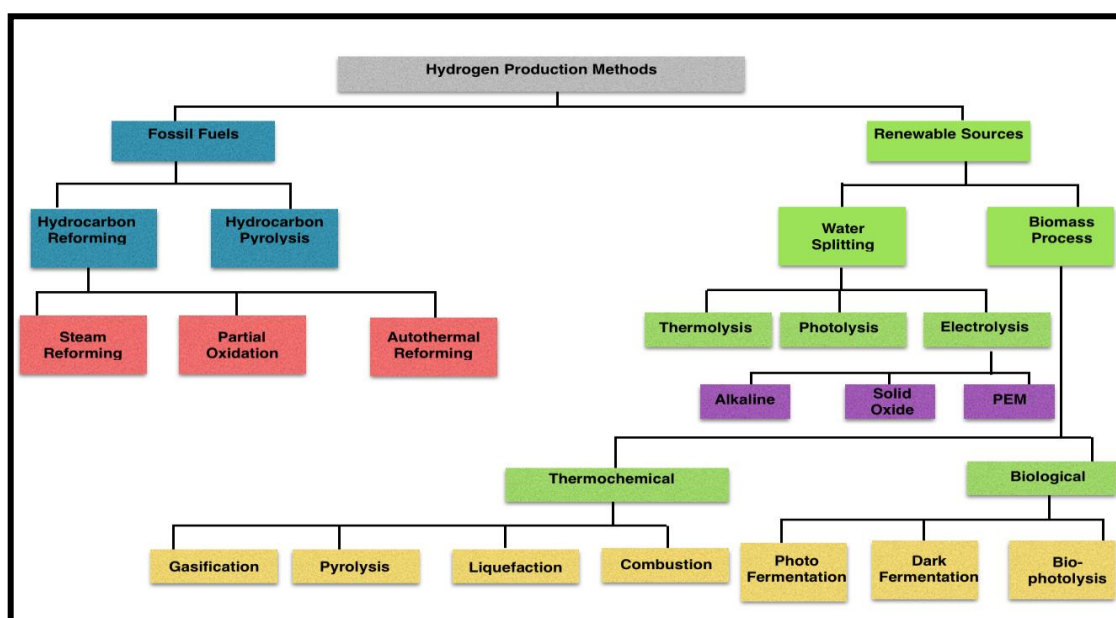 Hydrogen Production Methods
Fossil Fuels
Renewable Sources
Hydrocarbon
Reforming
Hydrocarbon
Pyrolysis
Water
Splitting
Biomass
Process
Steam
Reforming
Partial
Oxidation
Autothermal
Reforming
Thermolysis
Photolysis
Electrolysis
Alkaline
Solid
Oxide
PEM
Thermochemical
Biological
Gasification
Pyrolysis
Liquefaction
Combustion
Photo
Fermentation
Dark
Fermentation
Bio-
photolysis